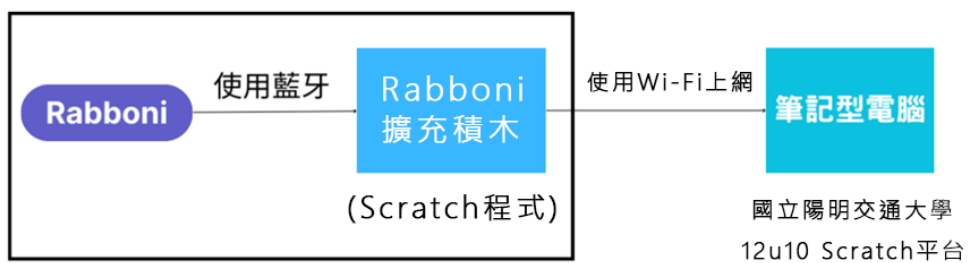 Rabboni
使用藍牙
Rabboni
擴充積木
(Scratch程式)
使用Wi-Fi上網
筆記型電腦
國立陽明交通大學
12u10 Scratch平台